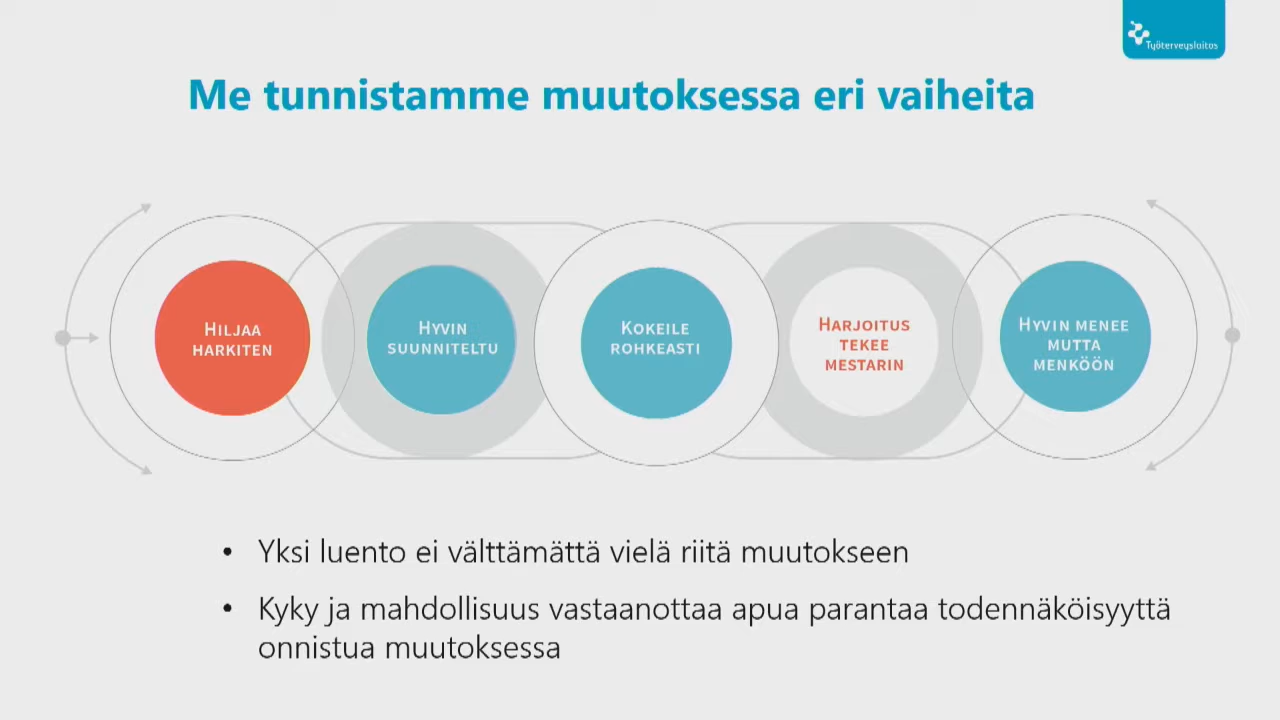 Työterveyslaitos
Me tunnistamme muutoksessa eri vaiheita
HILJAA
HARKITEN
HYVIN
SUUNNITELTU
KOKEILE
ROHKEASTI
HARJOITUS
TEKEE
MESTARIN
HYVIN MENEE
MUTTA
MENKÖÖN
• Yksi luento ei välttämättä vielä riitä muutokseen
• Kyky ja mahdollisuus vastaanottaa apua parantaa todennäköisyyttä
onnistua muutoksessa